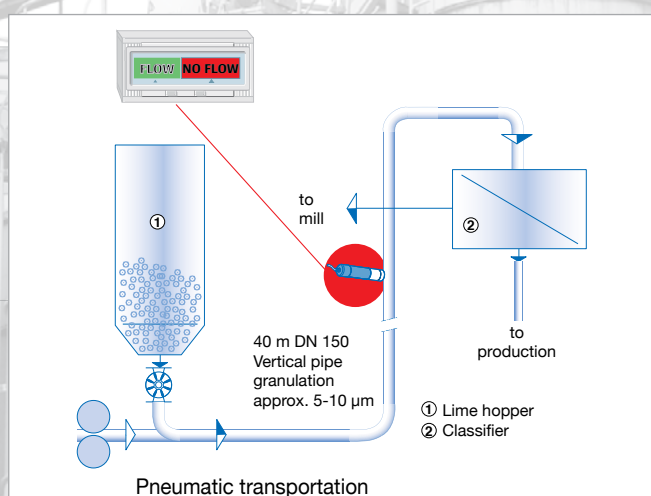 FLOW NO FLOW
①
to
mill
②
40 m DN 150
Vertical pipe
granulation
approx. 5-10 µm
to
production
① Lime hopper
② Classifier
Pneumatic transportation